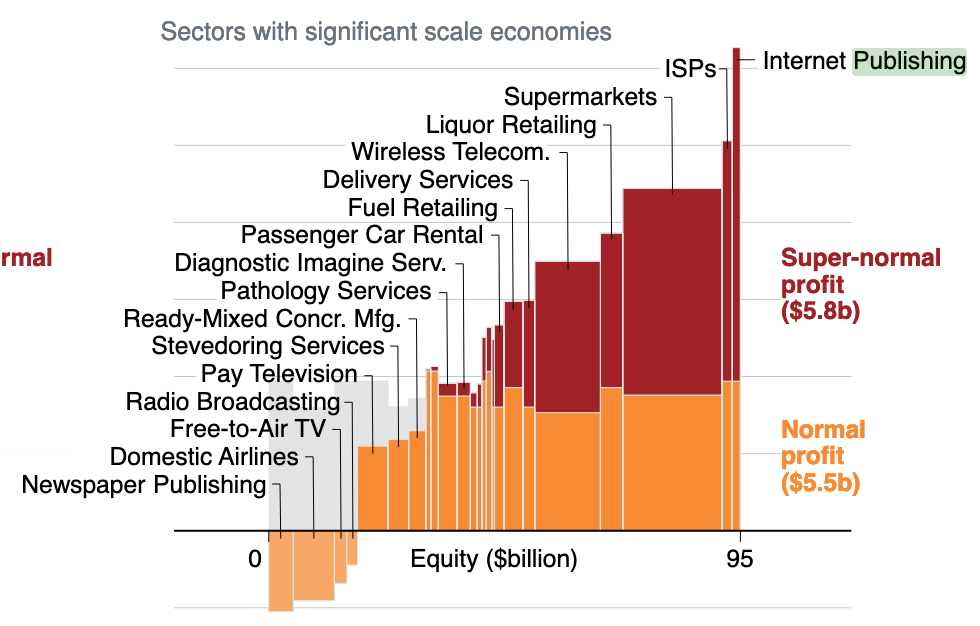 Sectors with significant scale economies
ISPs
Internet Publishing
Supermarkets
Liquor Retailing
Wireless Telecom.
Delivery Services
Fuel Retailing
Passenger Car Rental
rmal
Super-normal
profit
($5.8b)
Diagnostic Imagine Serv.
Pathology Services
Ready-Mixed Concr. Mfg.
Stevedoring Services
Pay Television
Radio Broadcasting
Free-to-Air TV
Domestic Airlines
Newspaper Publishing
Normal
profit
($5.5b)
0
Equity ($billion)
95